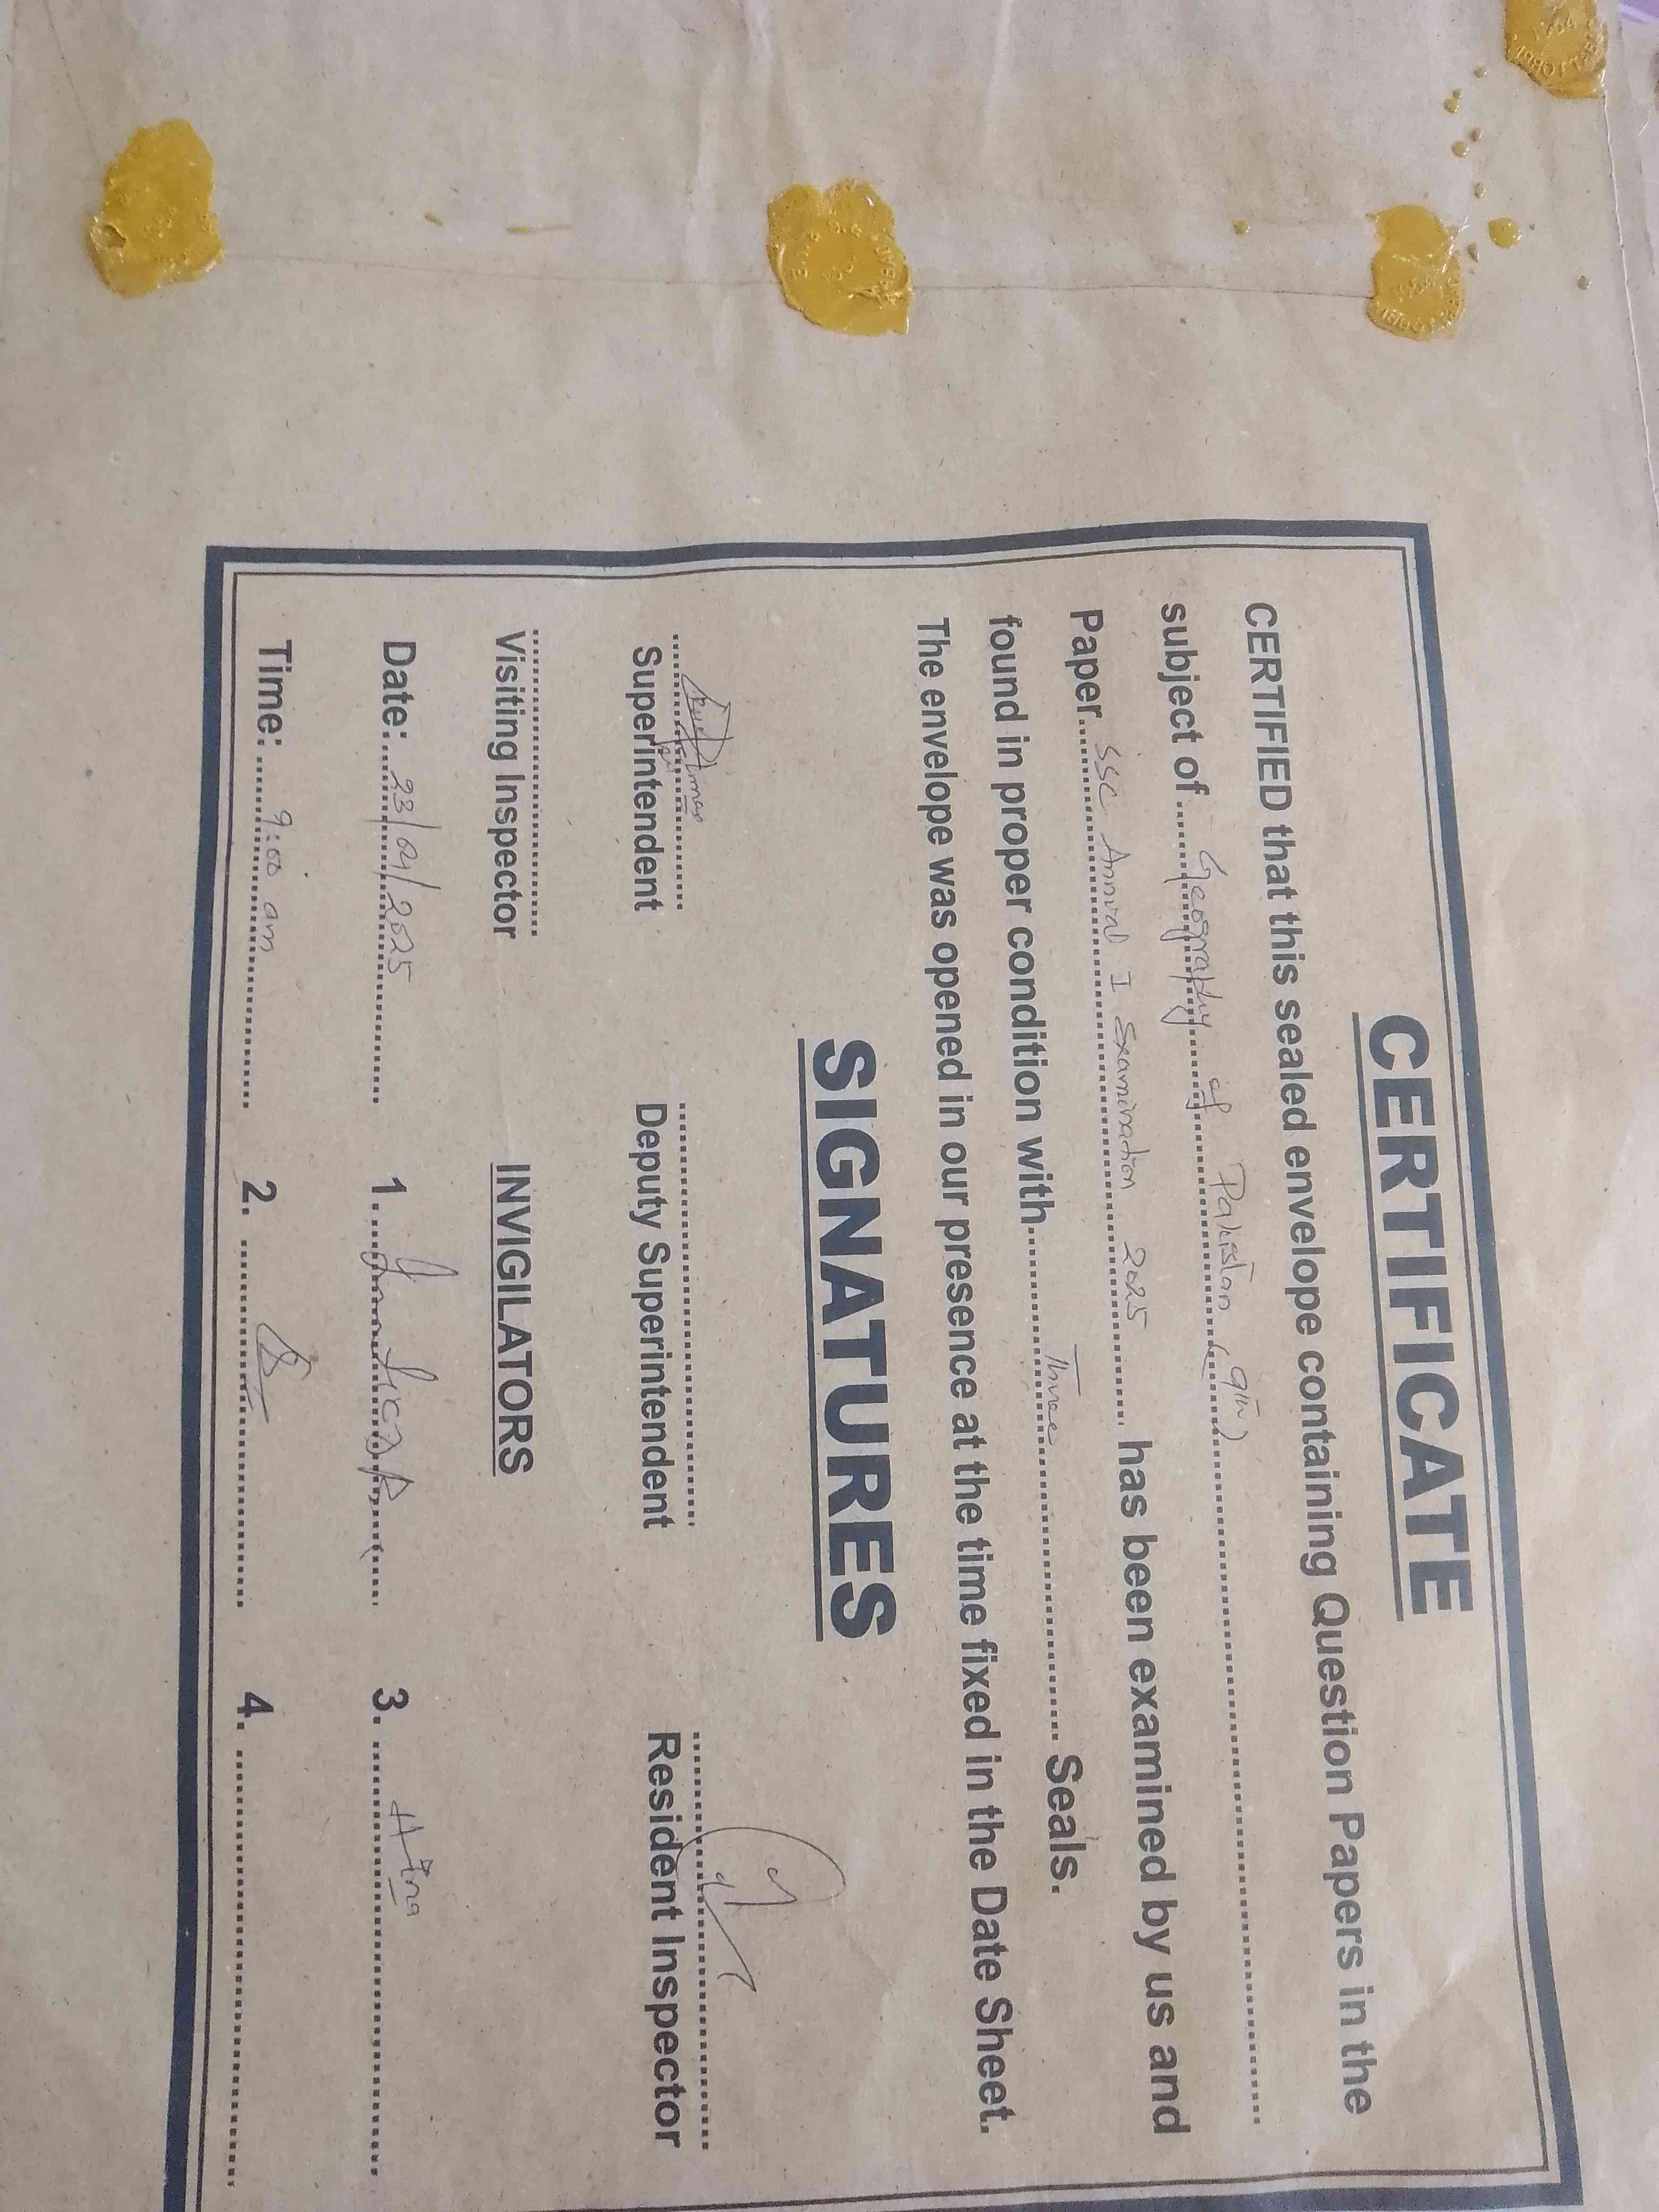 CERTIFICATE
CERTIFIED that this sealed envelope containing Question Papers in the
subject of Geography of Pakistan (9th)
Paper SSC Annual I Examination 2025 has been examined by us and
found in proper condition with Three Seals.
The envelope was opened in our presence at the time fixed in the Date Sheet.
SIGNATURES
Superintendent Deputy Superintendent Resident Inspector
Visiting Inspector INVIGILATORS
Date: 23/04/2025 1. 3. Hina
Time: 9:00 am 2. 4.